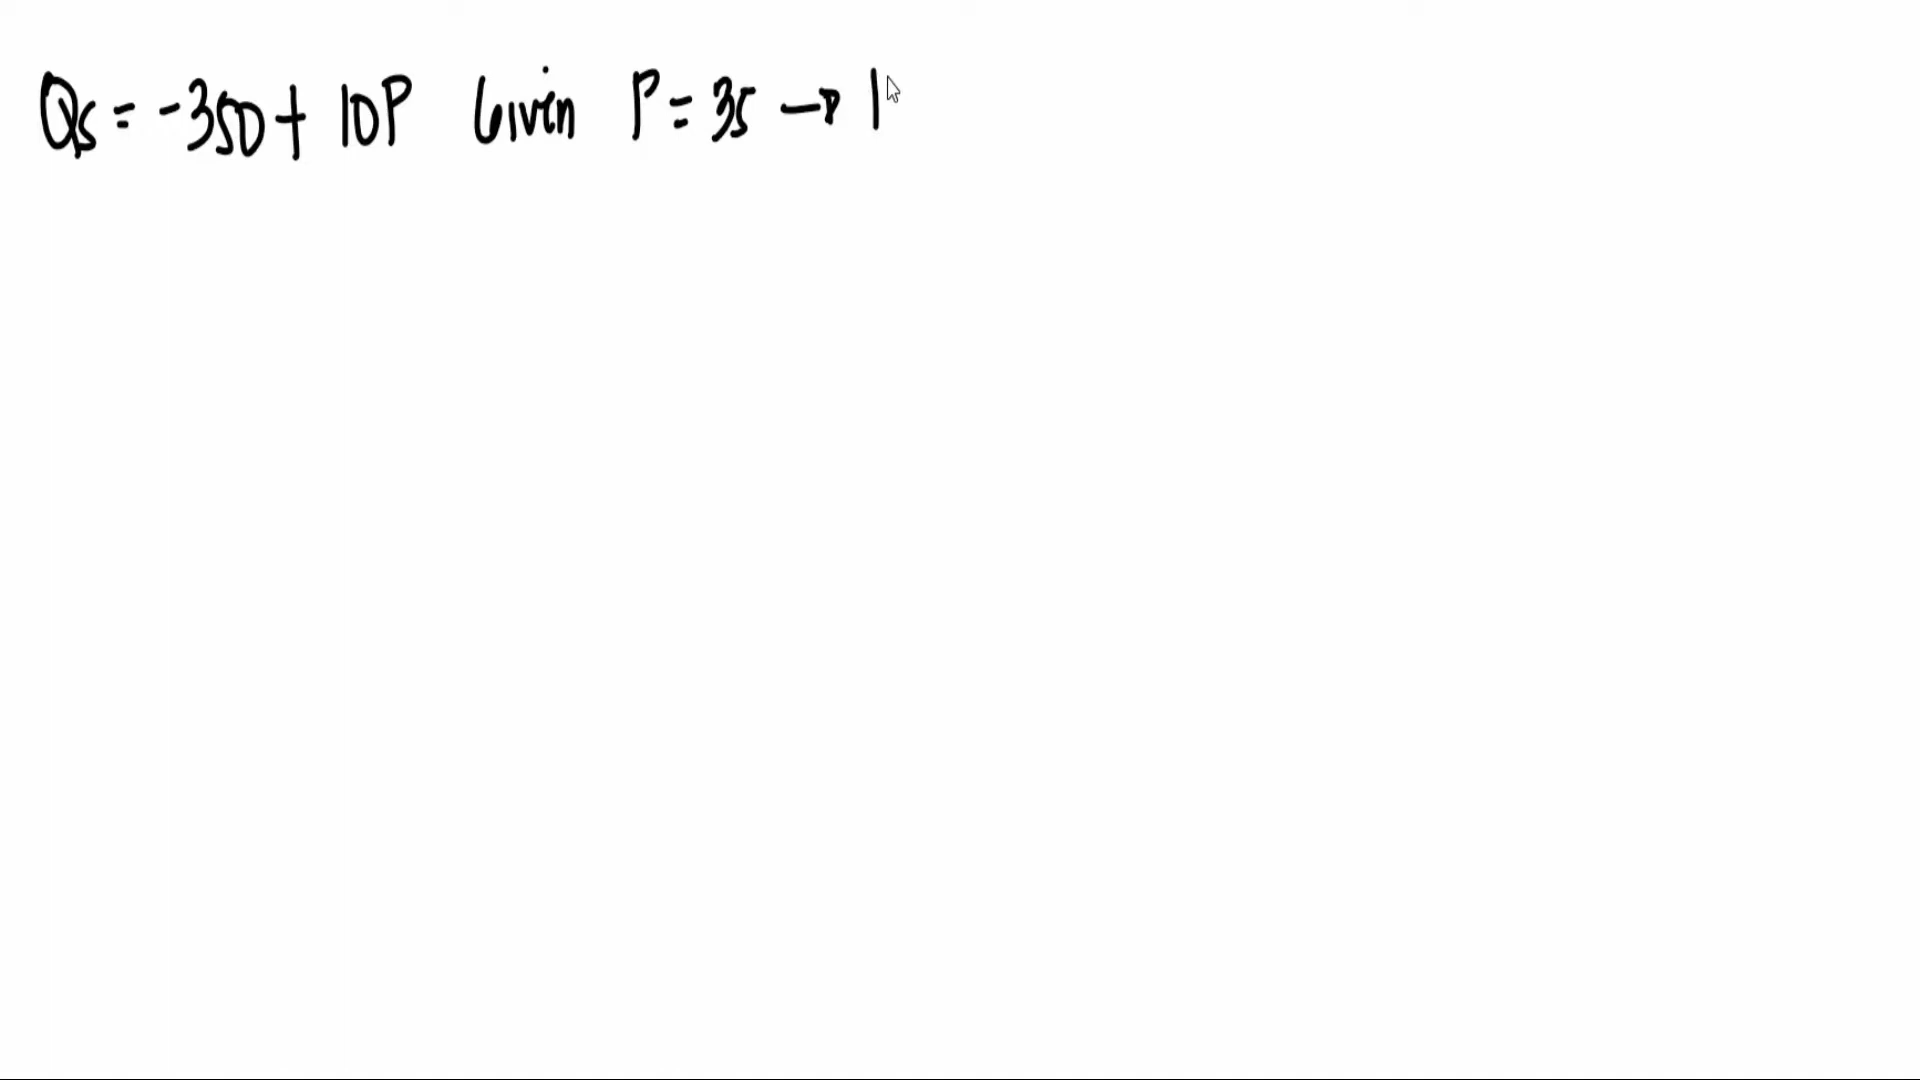 Qs = -350 + 10P Given P = 35 → 1